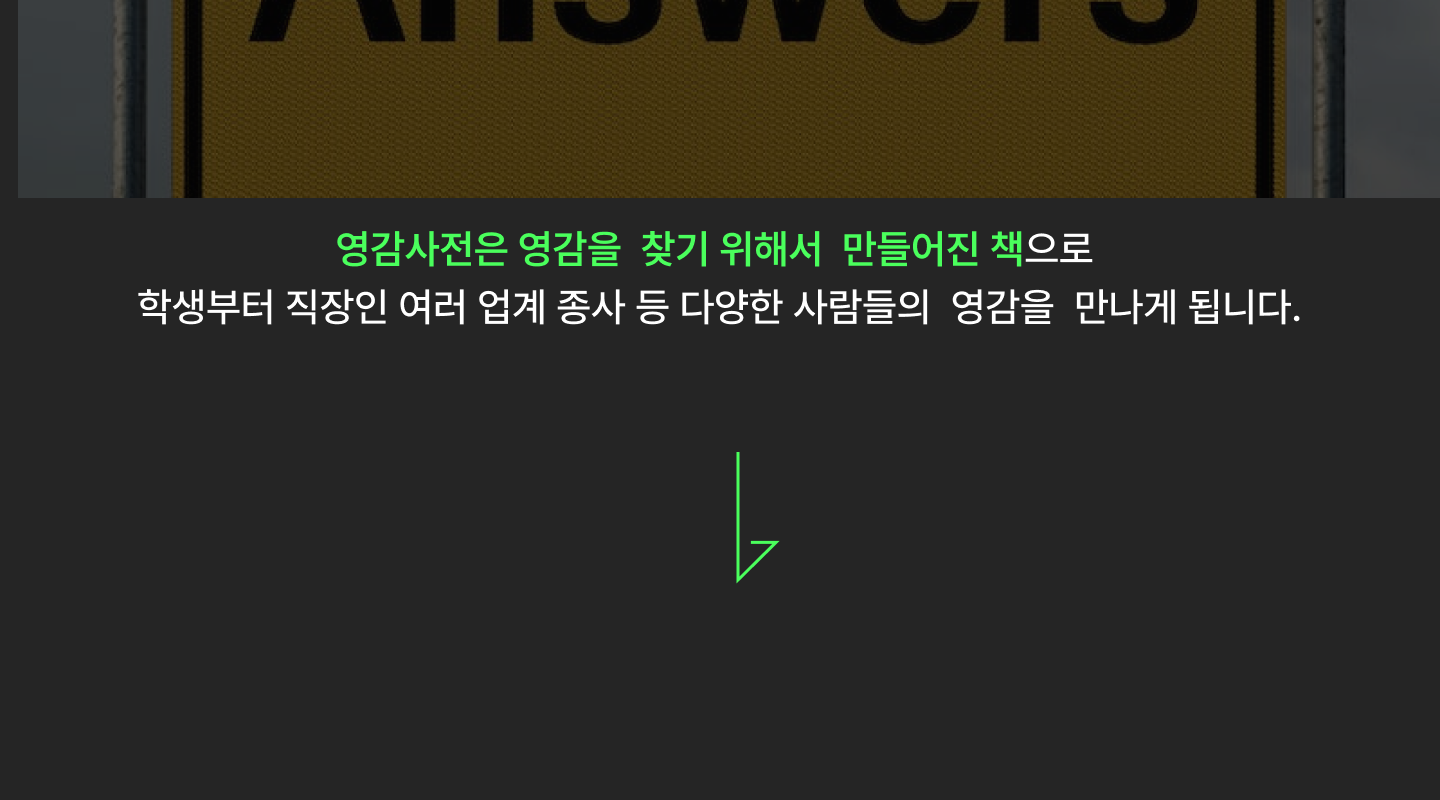 Answers
영감사전은 영감을 찾기 위해서 만들어진 책으로
학생부터 직장인 여러 업계 종사 등 다양한 사람들의 영감을 만나게 됩니다.